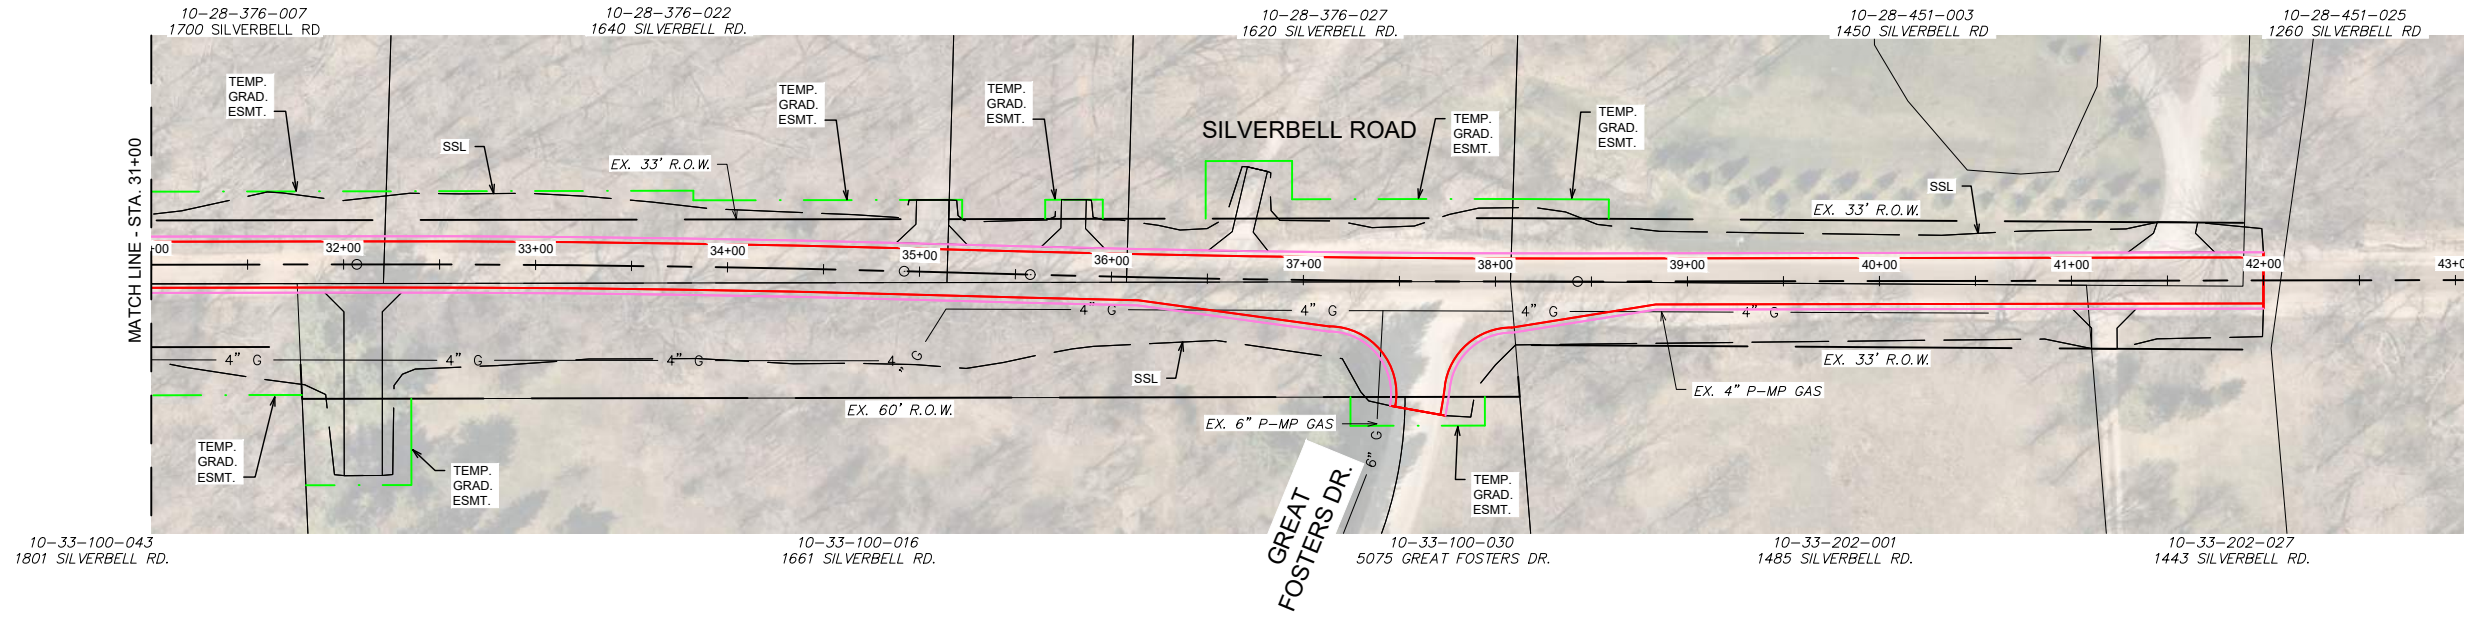 10-28-376-007
1700 SILVERBELL RD
10-28-376-022
1640 SILVERBELL RD.
10-28-376-027
1620 SILVERBELL RD.
10-28-451-003
1450 SILVERBELL RD
10-28-451-025
1260 SILVERBELL RD
TEMP.
GRAD.
ESMT.
SSL
EX. 33' R.O.W.
TEMP.
GRAD.
ESMT.
TEMP.
GRAD.
ESMT.
SILVERBELL ROAD
TEMP.
GRAD.
ESMT.
TEMP.
GRAD.
ESMT.
SSL
EX. 33' R.O.W.
MATCH LINE - STA. 31+00
+00
32+00
33+00
34+00
35+00
36+00
37+00
38+00
39+00
40+00
41+00
42+00
43+0
4" G
4" G
4" G
4" G
4" G
4" G
4" G
4" G
SSL
EX. 33' R.O.W.
EX. 4" P-MP GAS
EX. 60' R.O.W.
EX. 6" P-MP GAS
6" G
TEMP.
GRAD.
ESMT.
TEMP.
GRAD.
ESMT.
TEMP.
GRAD.
ESMT.
GREAT
FOSTERS DR.
10-33-100-043
1801 SILVERBELL RD.
10-33-100-016
1661 SILVERBELL RD.
10-33-100-030
5075 GREAT FOSTERS DR.
10-33-202-001
1485 SILVERBELL RD.
10-33-202-027
1443 SILVERBELL RD.